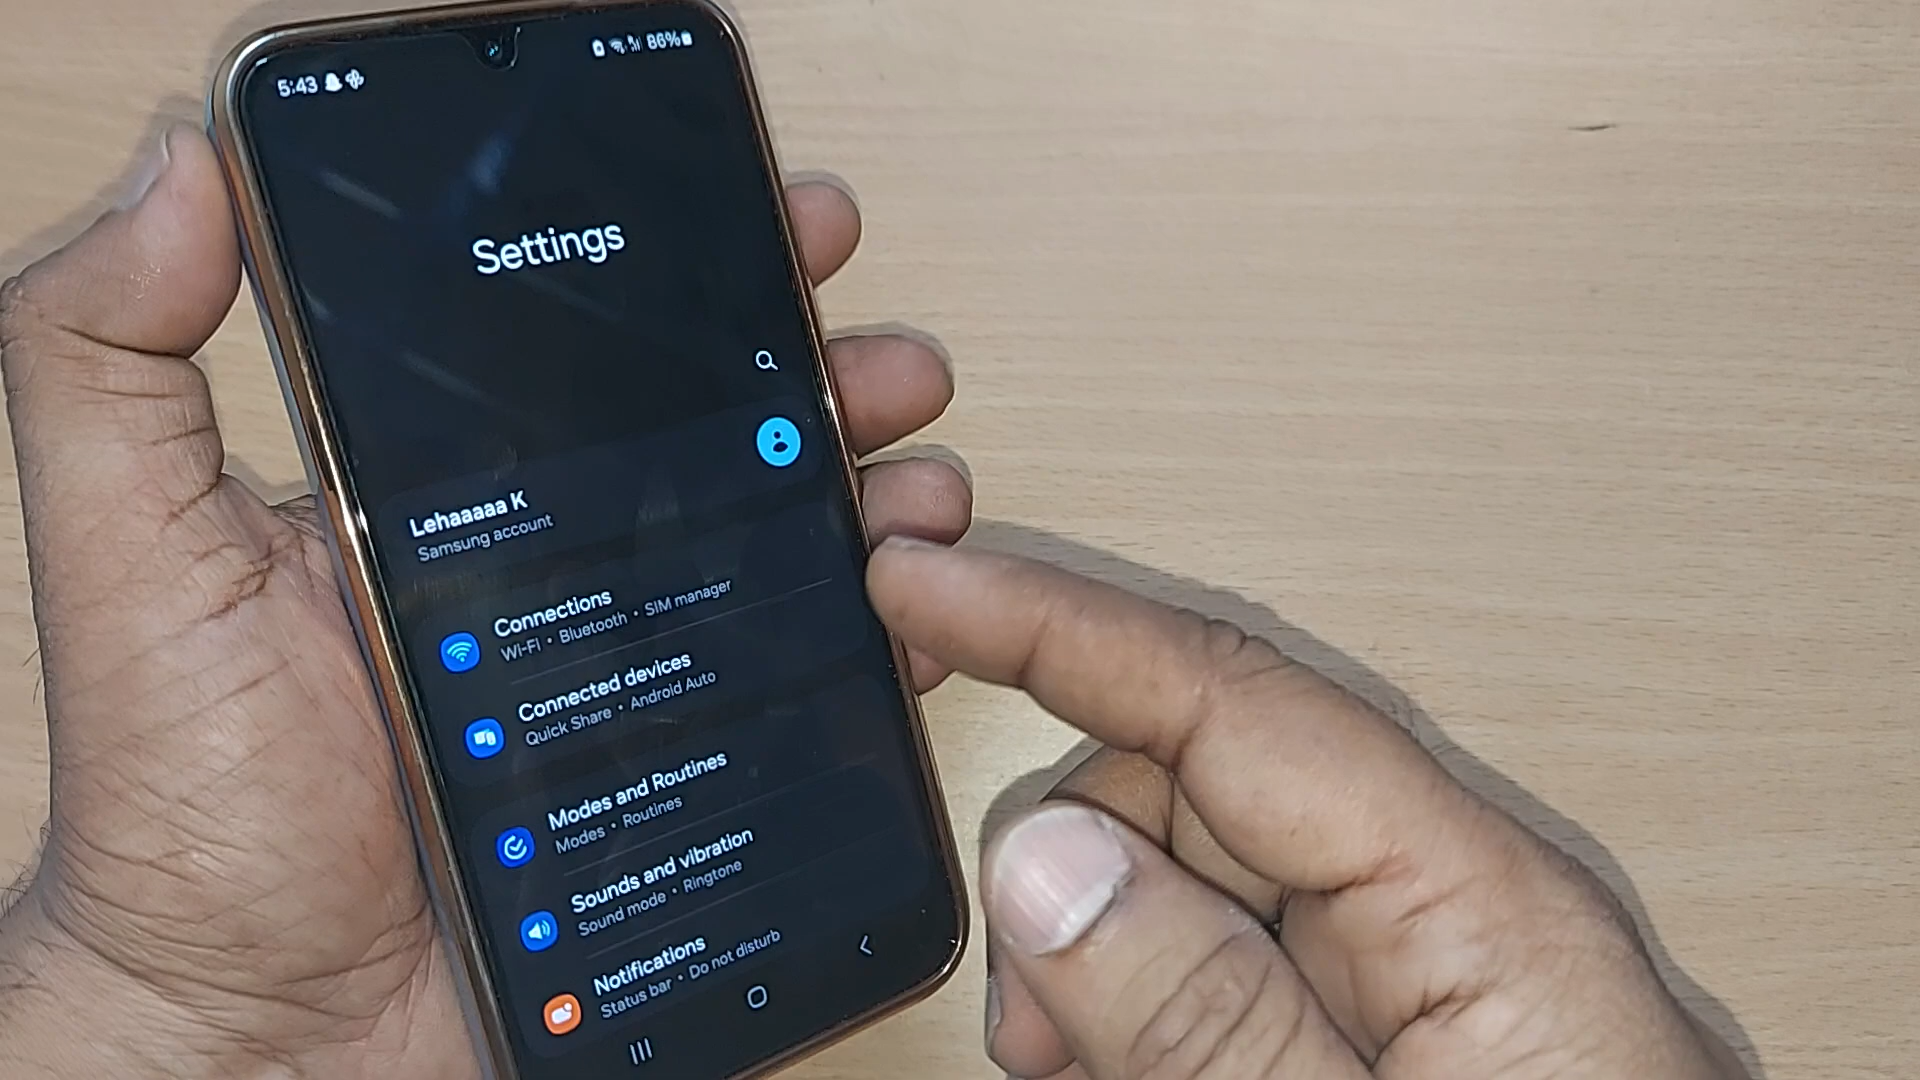 5:43
86%
Settings
Lehaaaaa K
Samsung account
Connections
Wi-Fi • Bluetooth • SIM manager
Connected devices
Quick Share • Android Auto
Modes and Routines
Modes • Routines
Sounds and vibration
Sound mode • Ringtone
Notifications
Status bar • Do not disturb